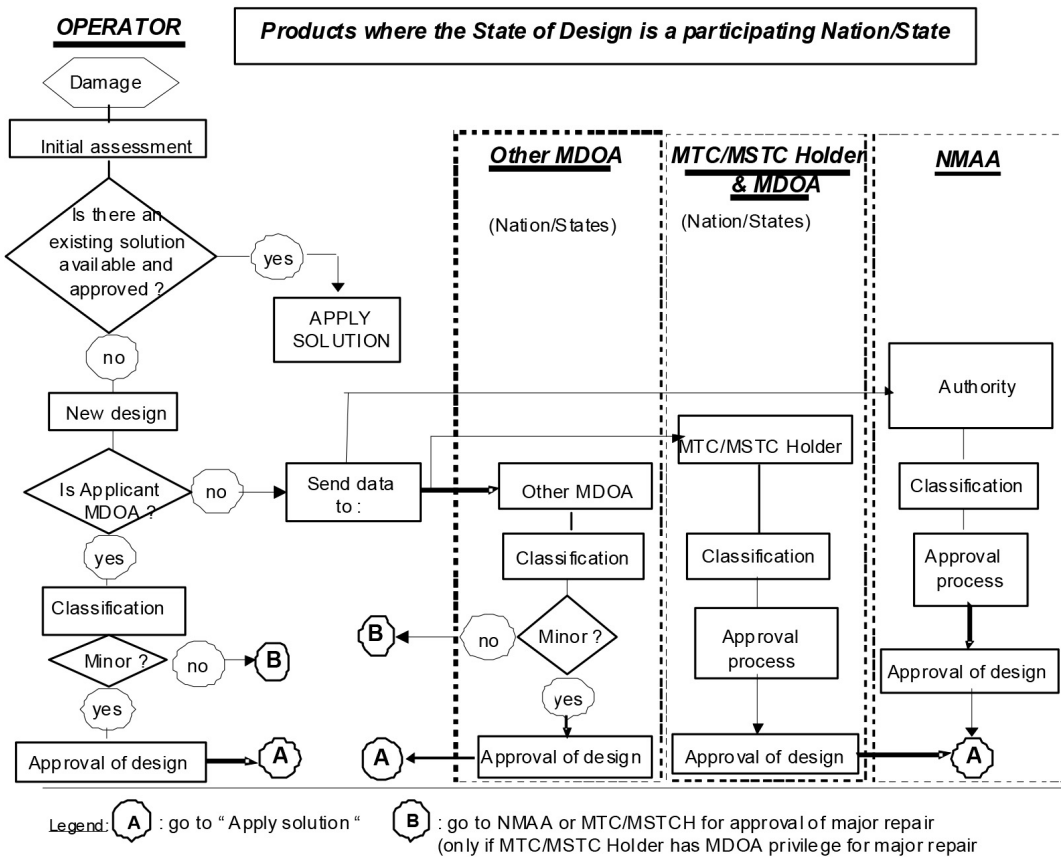 OPERATOR
Products where the State of Design is a participating Nation/State
Damage
Initial assessment
Is there an
existing solution
available and
approved ?
yes
APPLY
SOLUTION
no
New design
Is Applicant
MDOA ?
no
Send data
to :
yes
Classification
Minor ?
no
B
yes
Approval of design
A
Other MDOA
(Nation/States)
Other MDOA
Classification
Minor ?
no
B
yes
Approval of design
A
MTC/MSTC Holder
& MDOA
(Nation/States)
MTC/MSTC Holder
Classification
Approval
process
Approval of design
NMAA
Authority
Classification
Approval
process
Approval of design
A
Legend: A : go to “ Apply solution “
B : go to NMAA or MTC/MSTCH for approval of major repair
(only if MTC/MSTC Holder has MDOA privilege for major repair